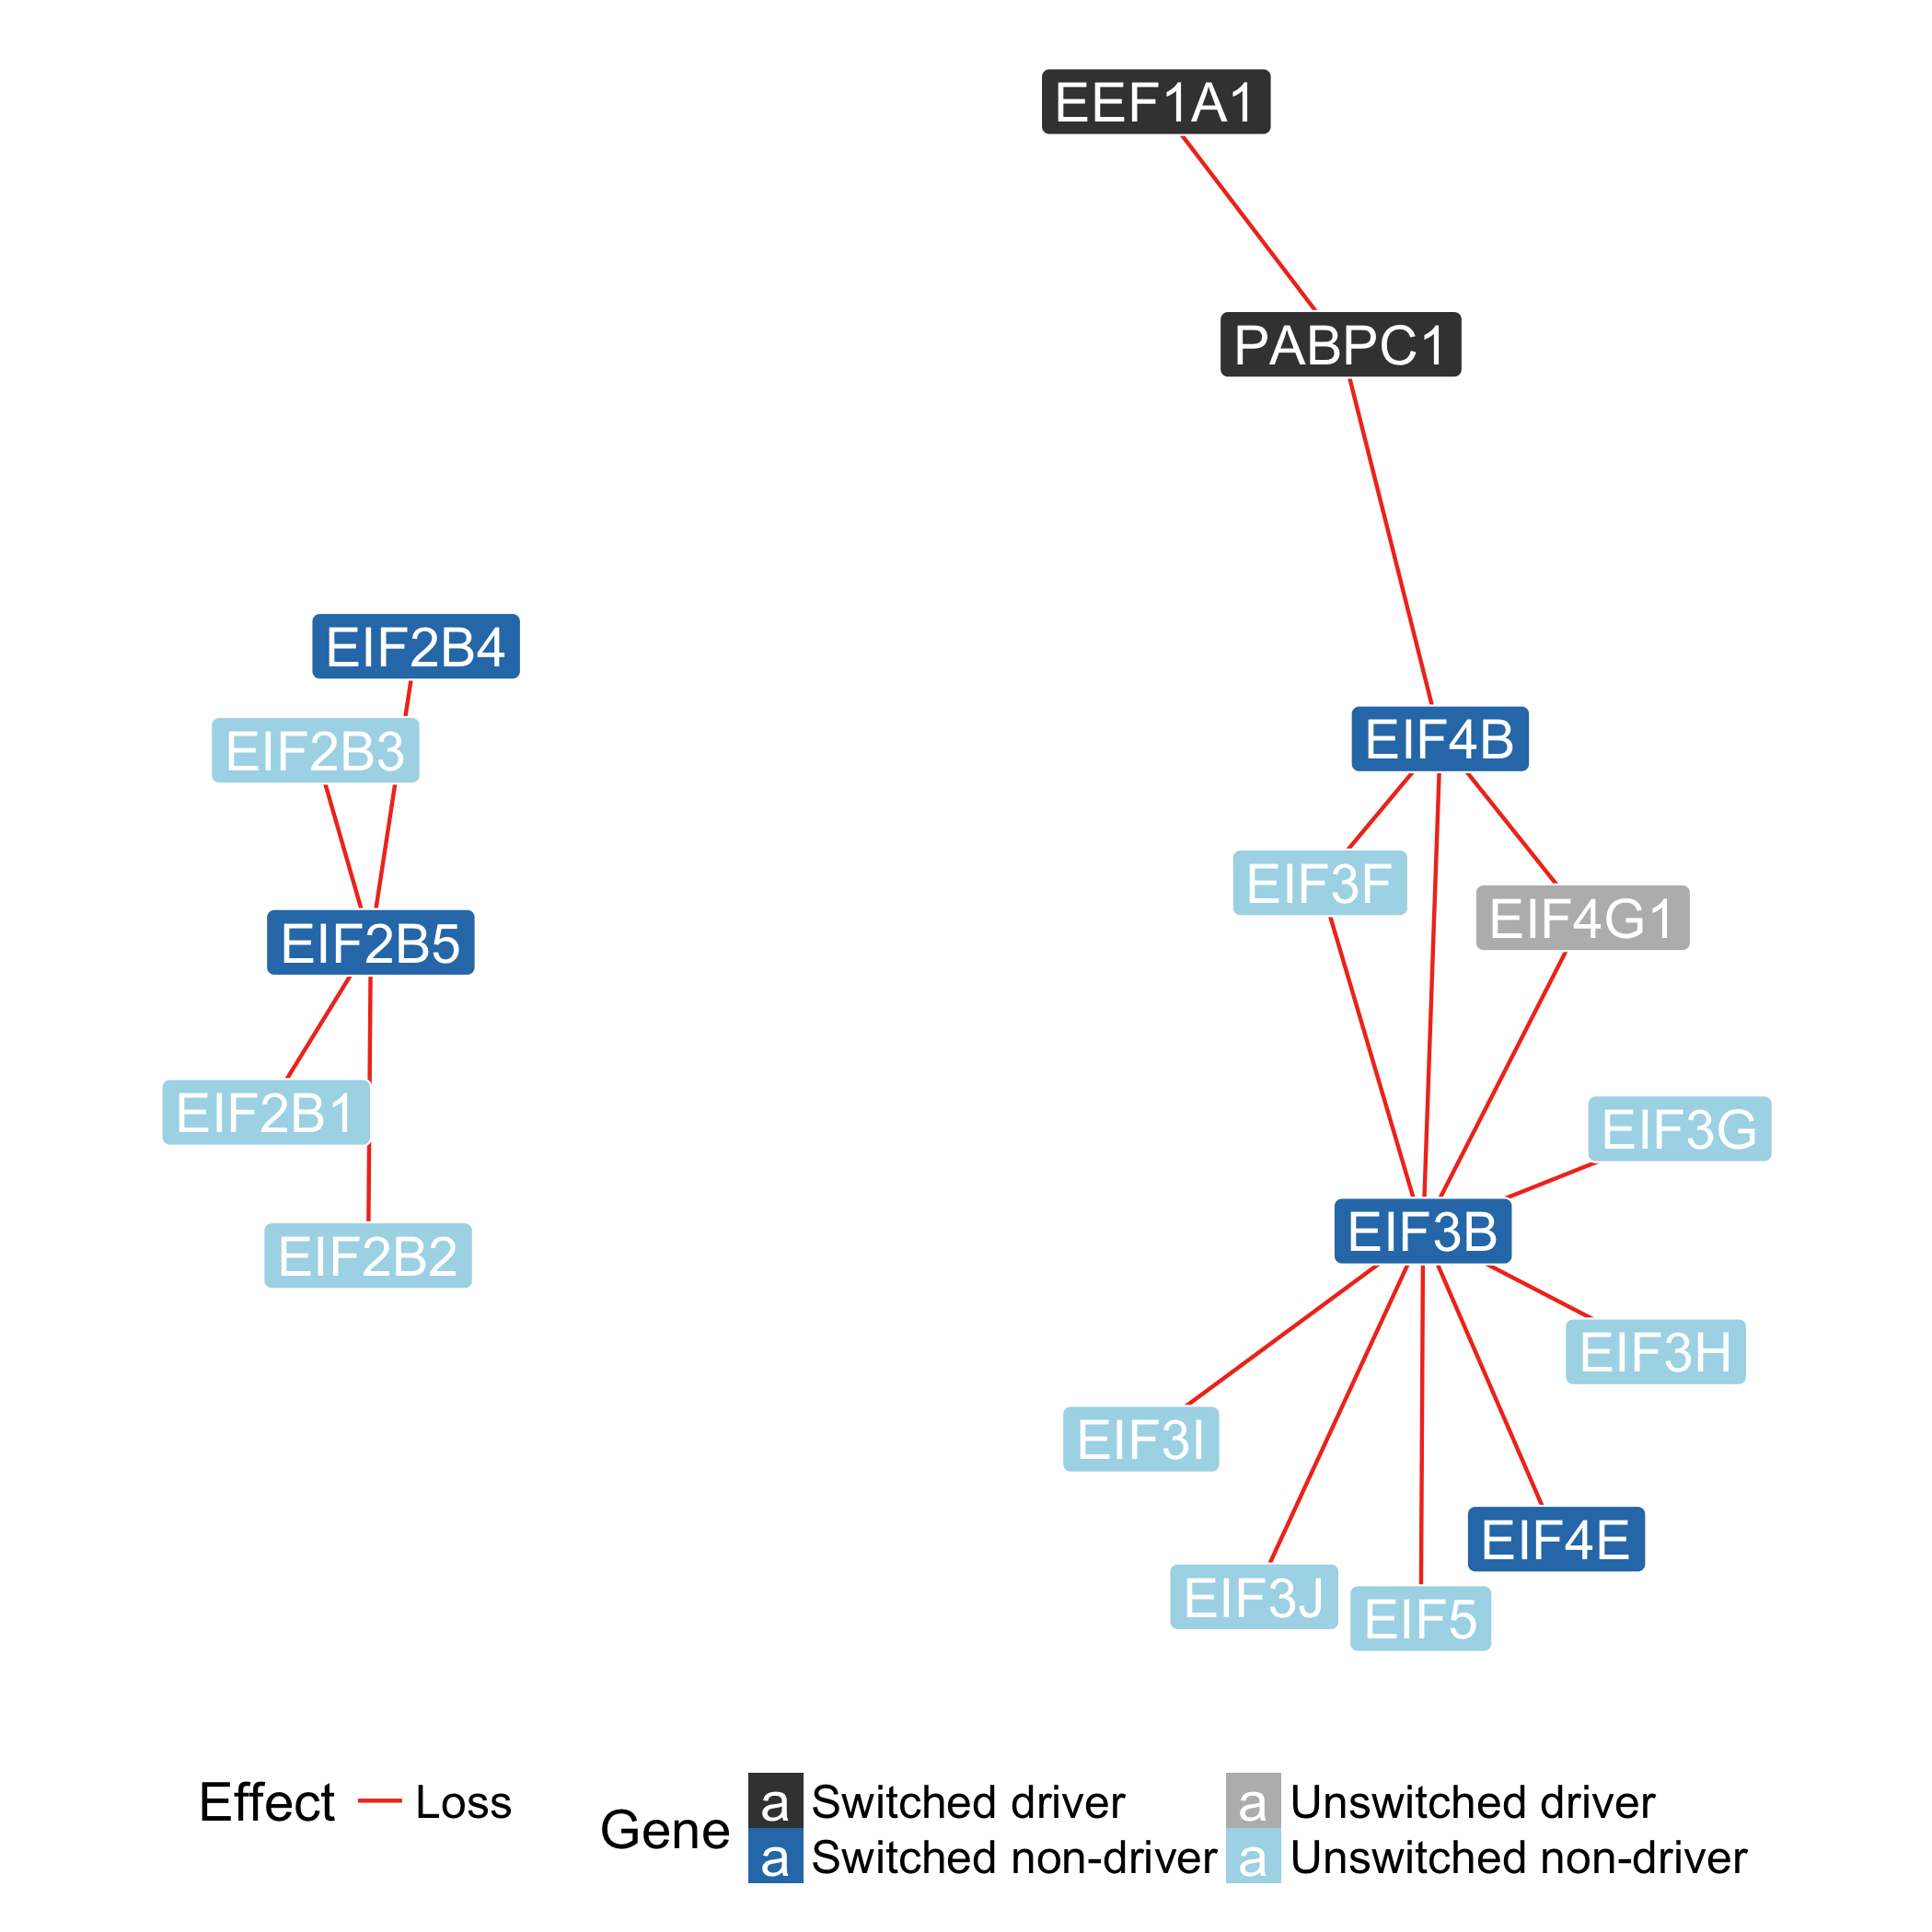 EEF1A1
PABPC1
EIF2B4
EIF2B3
EIF4B
EIF3F
EIF4G1
EIF2B5
EIF2B1
EIF3G
EIF3B
EIF2B2
EIF3H
EIF3I
EIF4E
EIF3J
EIF5
Effect Loss
Gene
a Switched driver
a Unswitched driver
a Switched non-driver
a Unswitched non-driver